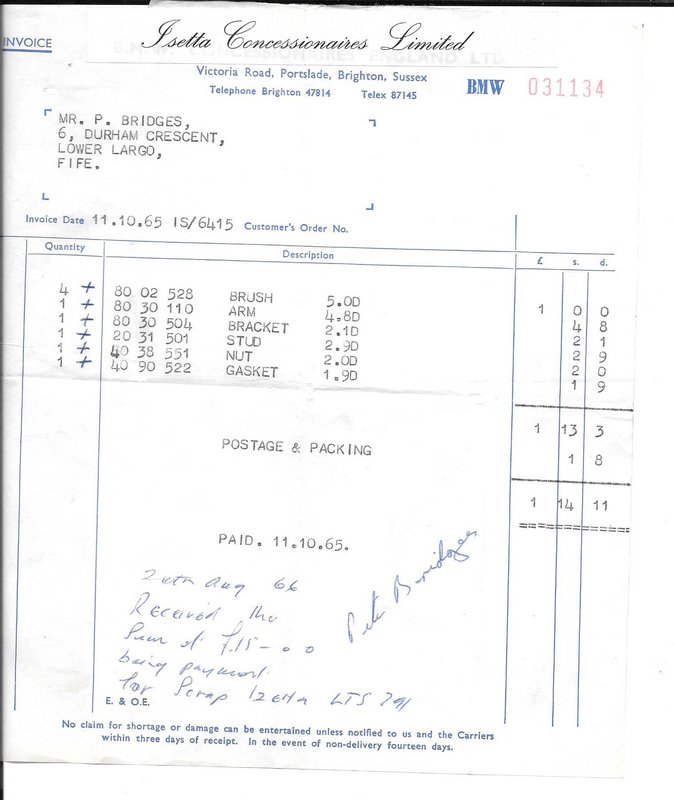 INVOICE
Isetta Concessionaires Limited
Victoria Road, Portslade, Brighton, Sussex
Telephone Brighton 47814 Telex 87145
BMW 031134
MR. P. BRIDGES,
6, DURHAM CRESCENT,
LOWER LARGO,
FIFE.
Invoice Date 11.10.65 IS/6415 Customer's Order No.
Quantity Description £ s. d.
4 + 80 02 528 BRUSH 5.0D 1 0 0
1 + 80 30 110 ARM 4.8D 4 8
1 + 80 30 504 BRACKET 2.1D 2 1
1 + 20 31 501 STUD 2.9D 2 9
1 + 40 38 551 NUT 2.0D 2 0
1 + 40 90 522 GASKET 1.9D 1 9
1 13 3
POSTAGE & PACKING 1 8
1 14 11
PAID. 11.10.65.
Aug 66
Received the
Sum of £15-0 0
being payment
for Scrap Izetta LTS 791
Pete Bridges
E. & O.E.
No claim for shortage or damage can be entertained unless notified to us and the Carriers
within three days of receipt. In the event of non-delivery fourteen days.